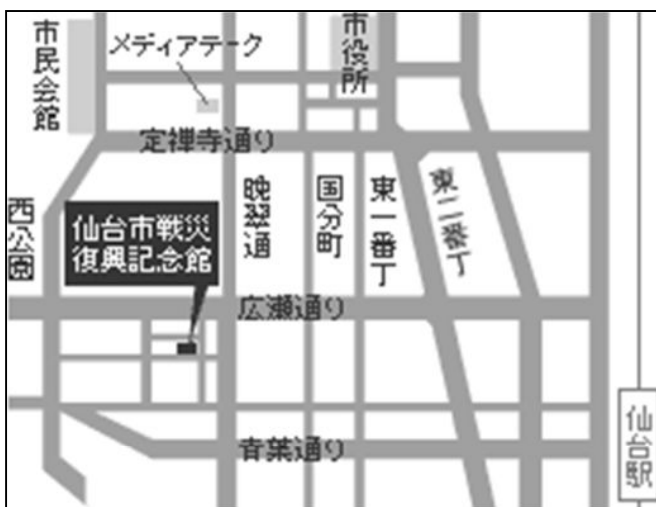 市民会館
メディアテーク
市役所
定禅寺通り
晩翠通
国分町
東一番丁
東二番丁
西公園
仙台市戦災
復興記念館
広瀬通り
青葉通り
仙台駅